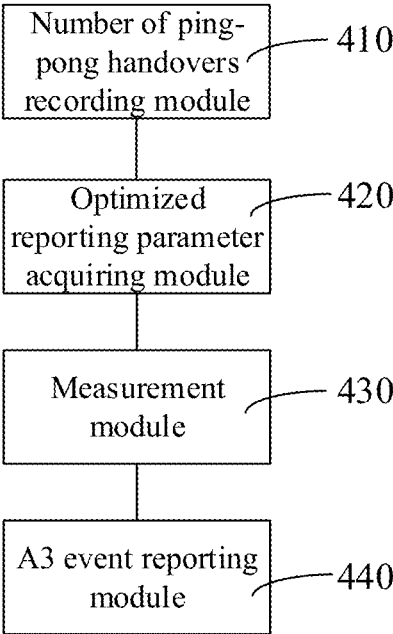 Number of ping-
pong handovers
recording module
410
Optimized
reporting parameter
acquiring module
420
Measurement
module
430
A3 event reporting
module
440